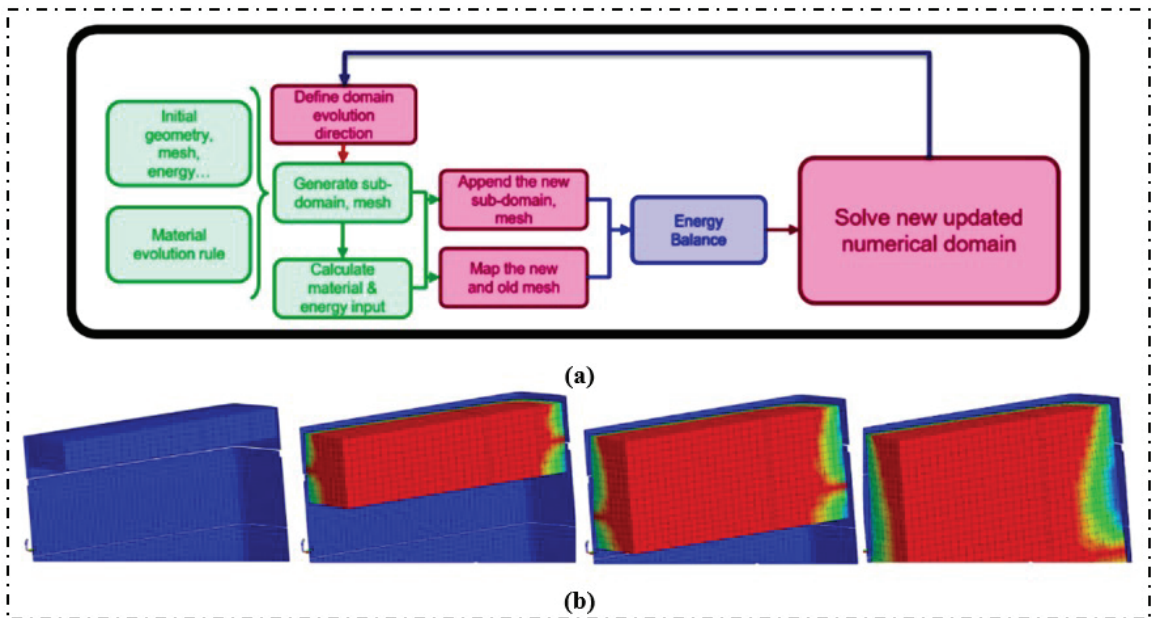 Initial
geometry,
mesh,
energy...
Material
evolution rule
Define domain
evolution
direction
Generate sub-
domain, mesh
Calculate
material &
energy input
Append the new
sub-domain,
mesh
Map the new
and old mesh
Energy
Balance
Solve new updated
numerical domain
(a)
(b)